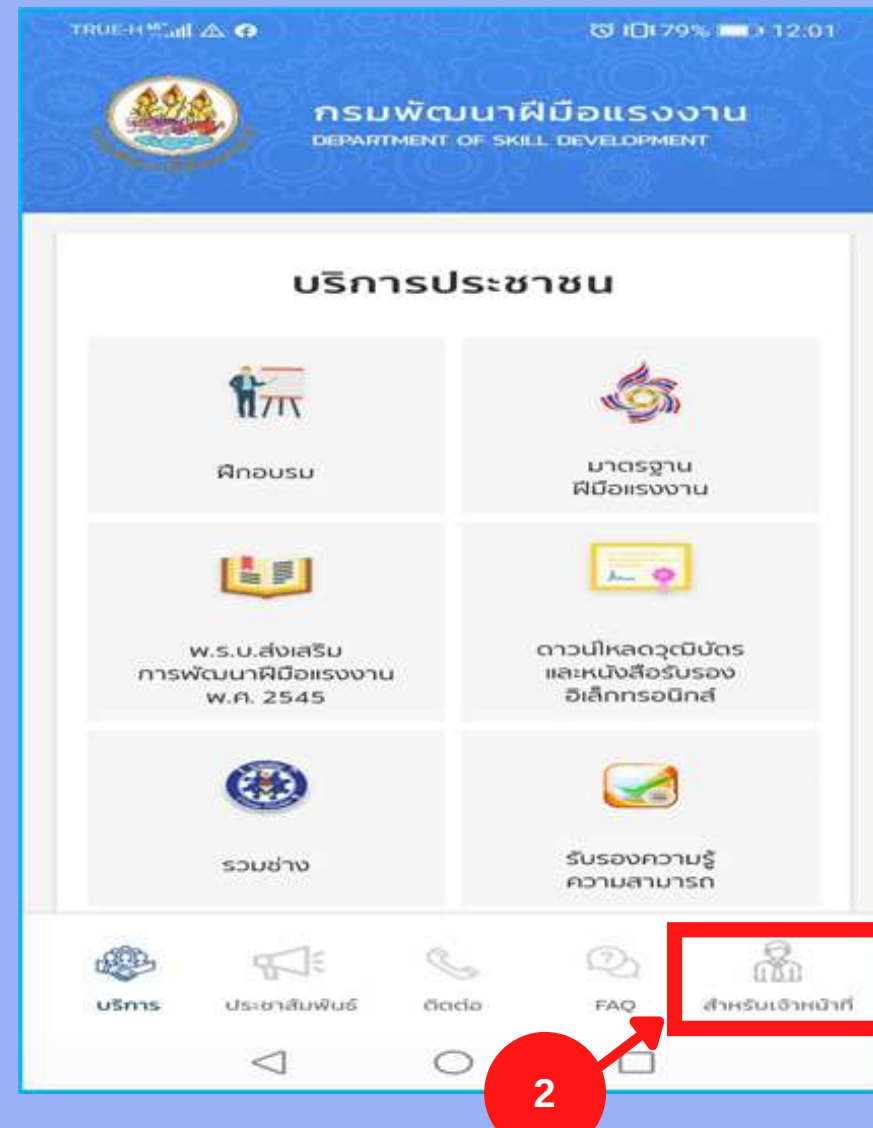 TRUE-H 79% 12:01
กรมพัฒนาฝีมือแรงงาน
DEPARTMENT OF SKILL DEVELOPMENT
บริการประชาชน
ฝึกอบรม
มาตรฐาน
ฝีมือแรงงาน
พ.ร.บ.ส่งเสริม
การพัฒนาฝีมือแรงงาน
พ.ศ. 2545
ดาวน์โหลดวุฒิบัตร
และหนังสือรับรอง
อิเล็กทรอนิกส์
รวมช่าง
รับรองความรู้
ความสามารถ
บริการ
ประชาสัมพันธ์
ติดต่อ
FAQ
สำหรับเจ้าหน้าที่
2